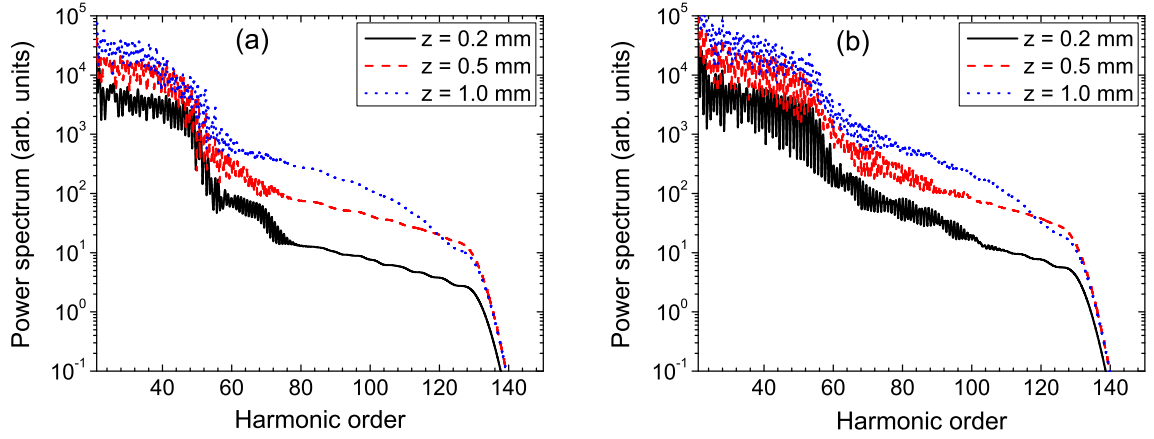 (a)
z = 0.2 mm
z = 0.5 mm
z = 1.0 mm
10^5
10^4
10^3
10^2
10^1
10^0
10^-1
Power spectrum (arb. units)
40 60 80 100 120 140
Harmonic order
(b)
z = 0.2 mm
z = 0.5 mm
z = 1.0 mm
10^5
10^4
10^3
10^2
10^1
10^0
10^-1
Power spectrum (arb. units)
40 60 80 100 120 140
Harmonic order